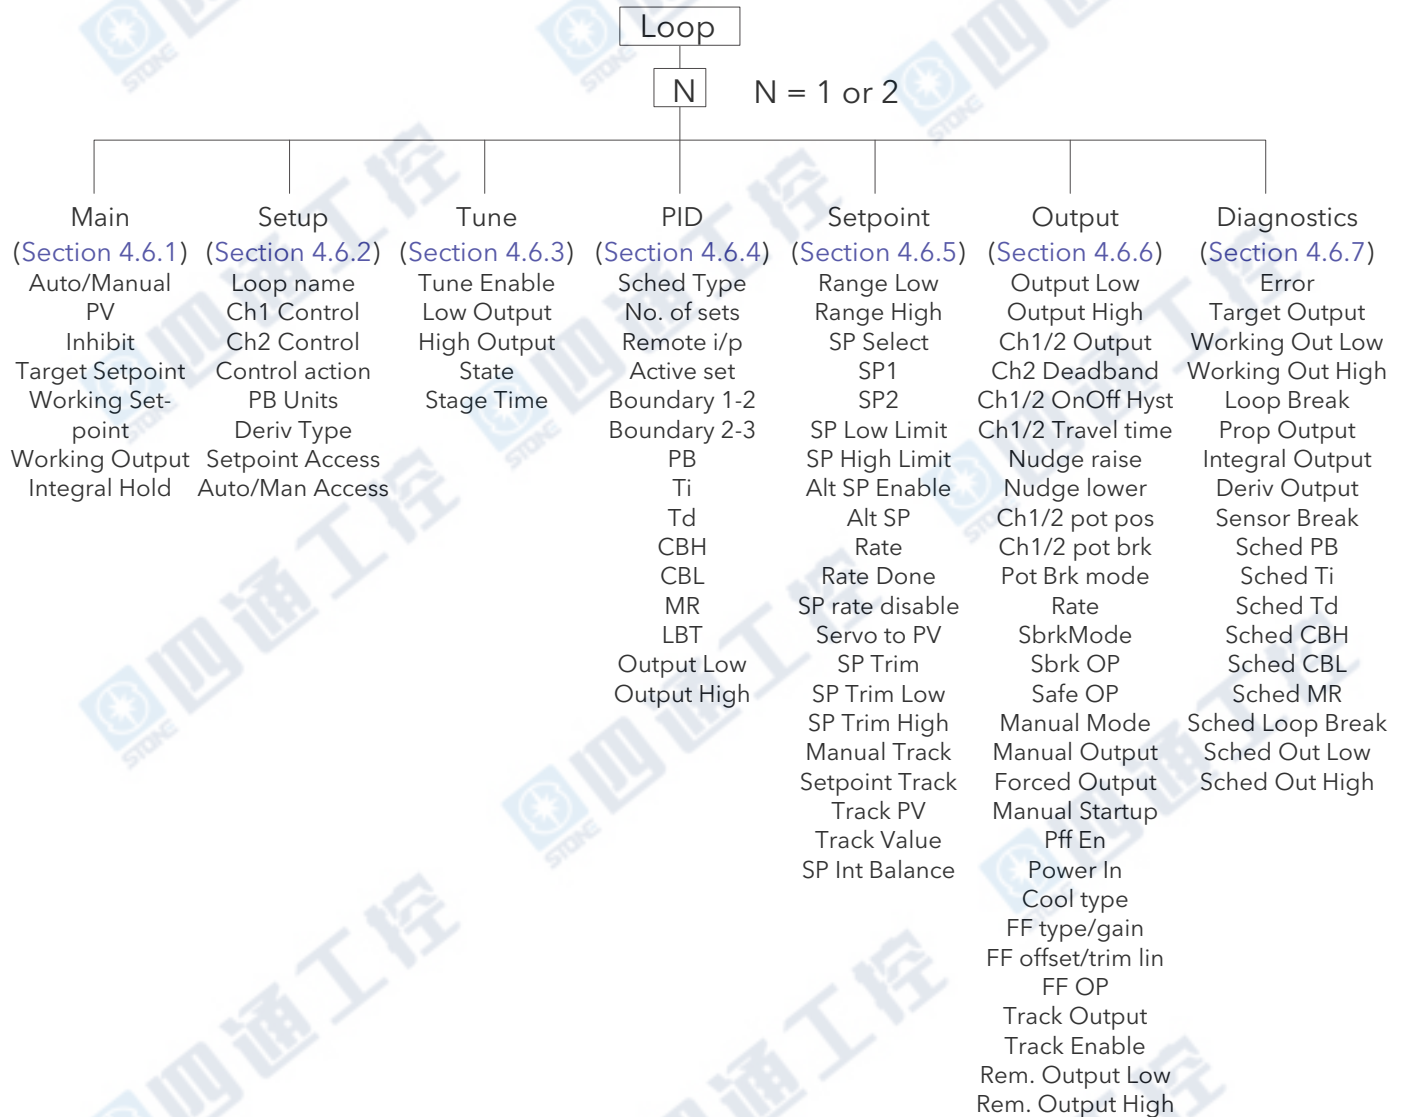 Loop
N
N = 1 or 2
Main
(Section 4.6.1)
Auto/Manual
PV
Inhibit
Target Setpoint
Working Set-
point
Working Output
Integral Hold
Setup
(Section 4.6.2)
Loop name
Ch1 Control
Ch2 Control
Control action
PB Units
Deriv Type
Setpoint Access
Auto/Man Access
Tune
(Section 4.6.3)
Tune Enable
Low Output
High Output
State
Stage Time
PID
(Section 4.6.4)
Sched Type
No. of sets
Remote i/p
Active set
Boundary 1-2
Boundary 2-3
PB
Ti
Td
CBH
CBL
MR
LBT
Output Low
Output High
Setpoint
(Section 4.6.5)
Range Low
Range High
SP Select
SP1
SP2
SP Low Limit
SP High Limit
Alt SP Enable
Alt SP
Rate
Rate Done
SP rate disable
Servo to PV
SP Trim
SP Trim Low
SP Trim High
Manual Track
Setpoint Track
Track PV
Track Value
SP Int Balance
Output
(Section 4.6.6)
Output Low
Output High
Ch1/2 Output
Ch2 Deadband
Ch1/2 OnOff Hyst
Ch1/2 Travel time
Nudge raise
Nudge lower
Ch1/2 pot pos
Ch1/2 pot brk
Pot Brk mode
Rate
SbrkMode
Sbrk OP
Safe OP
Manual Mode
Manual Output
Forced Output
Manual Startup
Pff En
Power In
Cool type
FF type/gain
FF offset/trim lin
FF OP
Track Output
Track Enable
Rem. Output Low
Rem. Output High
Diagnostics
(Section 4.6.7)
Error
Target Output
Working Out Low
Working Out High
Loop Break
Prop Output
Integral Output
Deriv Output
Sensor Break
Sched PB
Sched Ti
Sched Td
Sched CBH
Sched CBL
Sched MR
Sched Loop Break
Sched Out Low
Sched Out High
STONE 四通工控